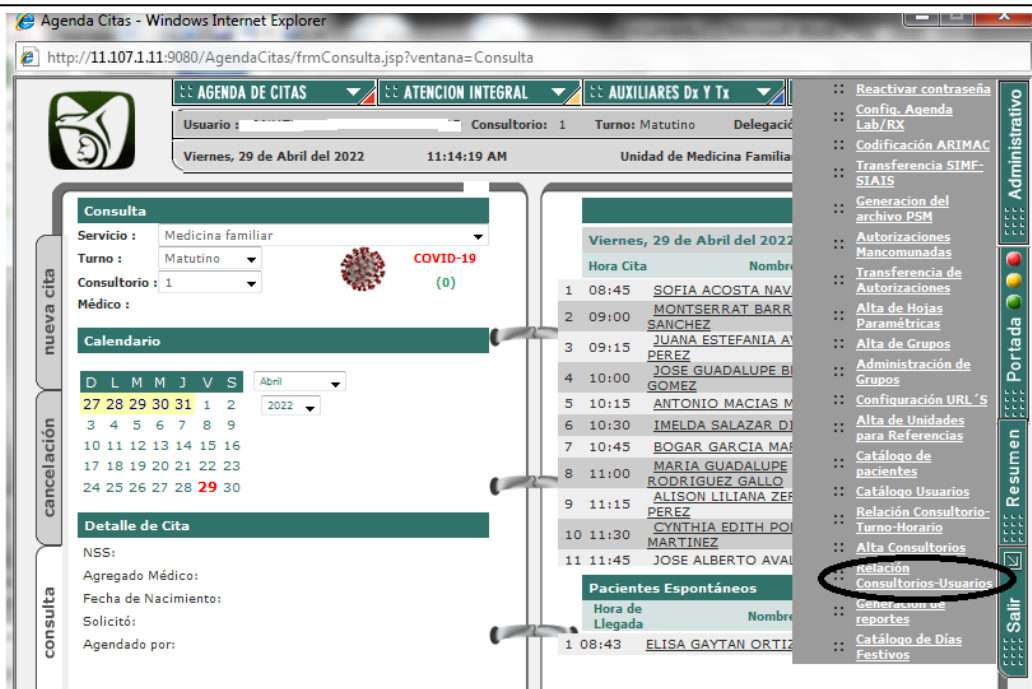 Agenda Citas - Windows Internet Explorer
http://11.107.1.11:9080/AgendaCitas/frmConsulta.jsp?ventana=Consulta
:: AGENDA DE CITAS
:: ATENCION INTEGRAL
:: AUXILIARES Dx Y Tx
Usuario :
Consultorio: 1
Turno: Matutino
Delegació
Viernes, 29 de Abril del 2022
11:14:19 AM
Unidad de Medicina Familia
nueva cita
cancelación
consulta
Consulta
Servicio : Medicina familiar
Turno : Matutino
COVID-19
Consultorio : 1
(0)
Médico :
Calendario
D L M M J V S
Abril
27 28 29 30 31 1 2
2022
3 4 5 6 7 8 9
10 11 12 13 14 15 16
17 18 19 20 21 22 23
24 25 26 27 28 29 30
Detalle de Cita
NSS:
Agregado Médico:
Fecha de Nacimiento:
Solicitó:
Agendado por:
Viernes, 29 de Abril del 2022
Hora Cita Nombre
1 08:45 SOFIA ACOSTA NAV
2 09:00 MONTSERRAT BARR
SANCHEZ
3 09:15 JUANA ESTEFANIA AV
PEREZ
4 10:00 JOSE GUADALUPE B
GOMEZ
5 10:15 ANTONIO MACIAS M
6 10:30 IMELDA SALAZAR D
7 10:45 BOGAR GARCIA MAR
8 11:00 MARIA GUADALUPE
RODRIGUEZ GALLO
9 11:15 ALISON LILIANA ZE
PEREZ
10 11:30 CYNTHIA EDITH PO
MARTINEZ
11 11:45 JOSE ALBERTO AVAL
Pacientes Espontáneos
Hora de
Llegada Nombre
1 08:43 ELISA GAYTAN ORTIZ
:: Reactivar contraseña
:: Config. Agenda
Lab/RX
:: Codificación ARIMAC
:: Transferencia SIMF-
SIAIS
:: Generacion del
archivo PSM
:: Autorizaciones
Mancomunadas
:: Transferencia de
Autorizaciones
:: Alta de Hojas
Paramétricas
:: Alta de Grupos
:: Administración de
Grupos
:: Configuración URL´S
:: Alta de Unidades
para Referencias
:: Catálogo de
pacientes
:: Catálogo Usuarios
:: Relación Consultorio-
Turno-Horario
:: Alta Consultorios
:: Relación
Consultorios-Usuarios
:: Generacion de
reportes
:: Catálogo de Días
Festivos
Administrativo
Portada
Resumen
Salir